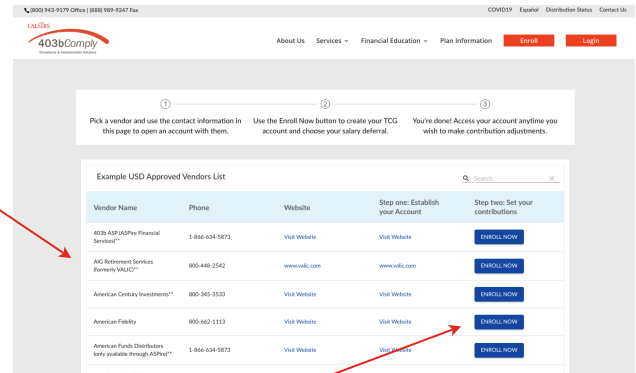 (800) 943-9179 Office | (888) 989-9247 Fax
COVID19 Español Distribution Status Contact Us
CALSTRS
403bComply
Compliance & Administration Solutions
About Us Services Financial Education Plan Information Enroll Login
1 2 3
Pick a vendor and use the contact information in
this page to open an account with them.
Use the Enroll Now button to create your TCG
account and choose your salary deferral.
You're done! Access your account anytime you
wish to make contribution adjustments.
Example USD Approved Vendors List
Search
Vendor Name Phone Website Step one: Establish
your Account
Step two: Set your
contributions
403b ASP (ASPire Financial
Services)** 1-866-634-5873 Visit Website Visit Website ENROLL NOW
AIG Retirement Services
(formerly VALIC)** 800-448-2542 www.valic.com www.valic.com ENROLL NOW
American Century Investments** 800-345-3533 Visit Website Visit Website ENROLL NOW
American Fidelity 800-662-1113 Visit Website Visit Website ENROLL NOW
American Funds Distributors
(only available through ASPire)** 1-866-634-5873 Visit Website Visit Website ENROLL NOW